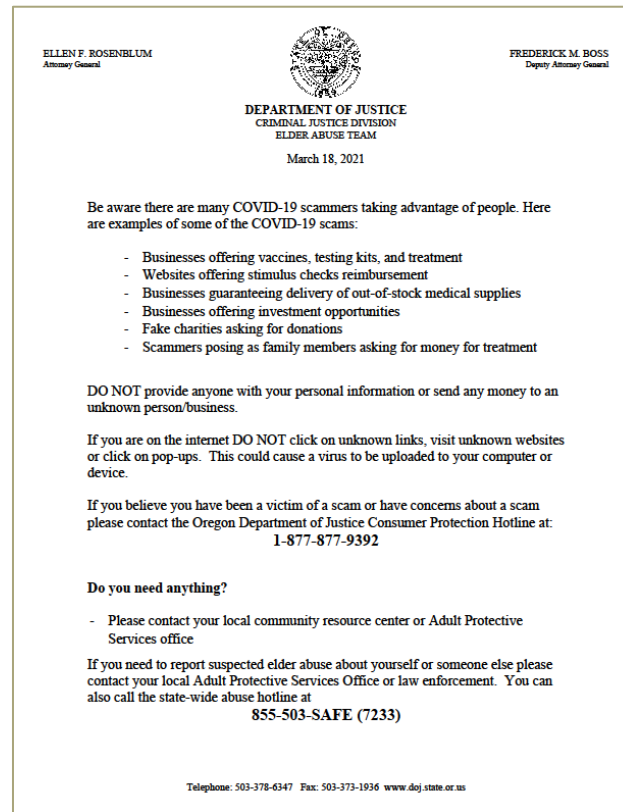 ELLEN F. ROSENBLUM
Attorney General
FREDERICK M. BOSS
Deputy Attorney General
DEPARTMENT OF JUSTICE
CRIMINAL JUSTICE DIVISION
ELDER ABUSE TEAM
March 18, 2021
Be aware there are many COVID-19 scammers taking advantage of people. Here
are examples of some of the COVID-19 scams:
- Businesses offering vaccines, testing kits, and treatment
- Websites offering stimulus checks reimbursement
- Businesses guaranteeing delivery of out-of-stock medical supplies
- Businesses offering investment opportunities
- Fake charities asking for donations
- Scammers posing as family members asking for money for treatment
DO NOT provide anyone with your personal information or send any money to an
unknown person/business.
If you are on the internet DO NOT click on unknown links, visit unknown websites
or click on pop-ups. This could cause a virus to be uploaded to your computer or
device.
If you believe you have been a victim of a scam or have concerns about a scam
please contact the Oregon Department of Justice Consumer Protection Hotline at:
1-877-877-9392
Do you need anything?
- Please contact your local community resource center or Adult Protective
Services office
If you need to report suspected elder abuse about yourself or someone else please
contact your local Adult Protective Services Office or law enforcement. You can
also call the state-wide abuse hotline at
855-503-SAFE (7233)
Telephone: 503-378-6347 Fax: 503-373-1936 www.doj.state.or.us